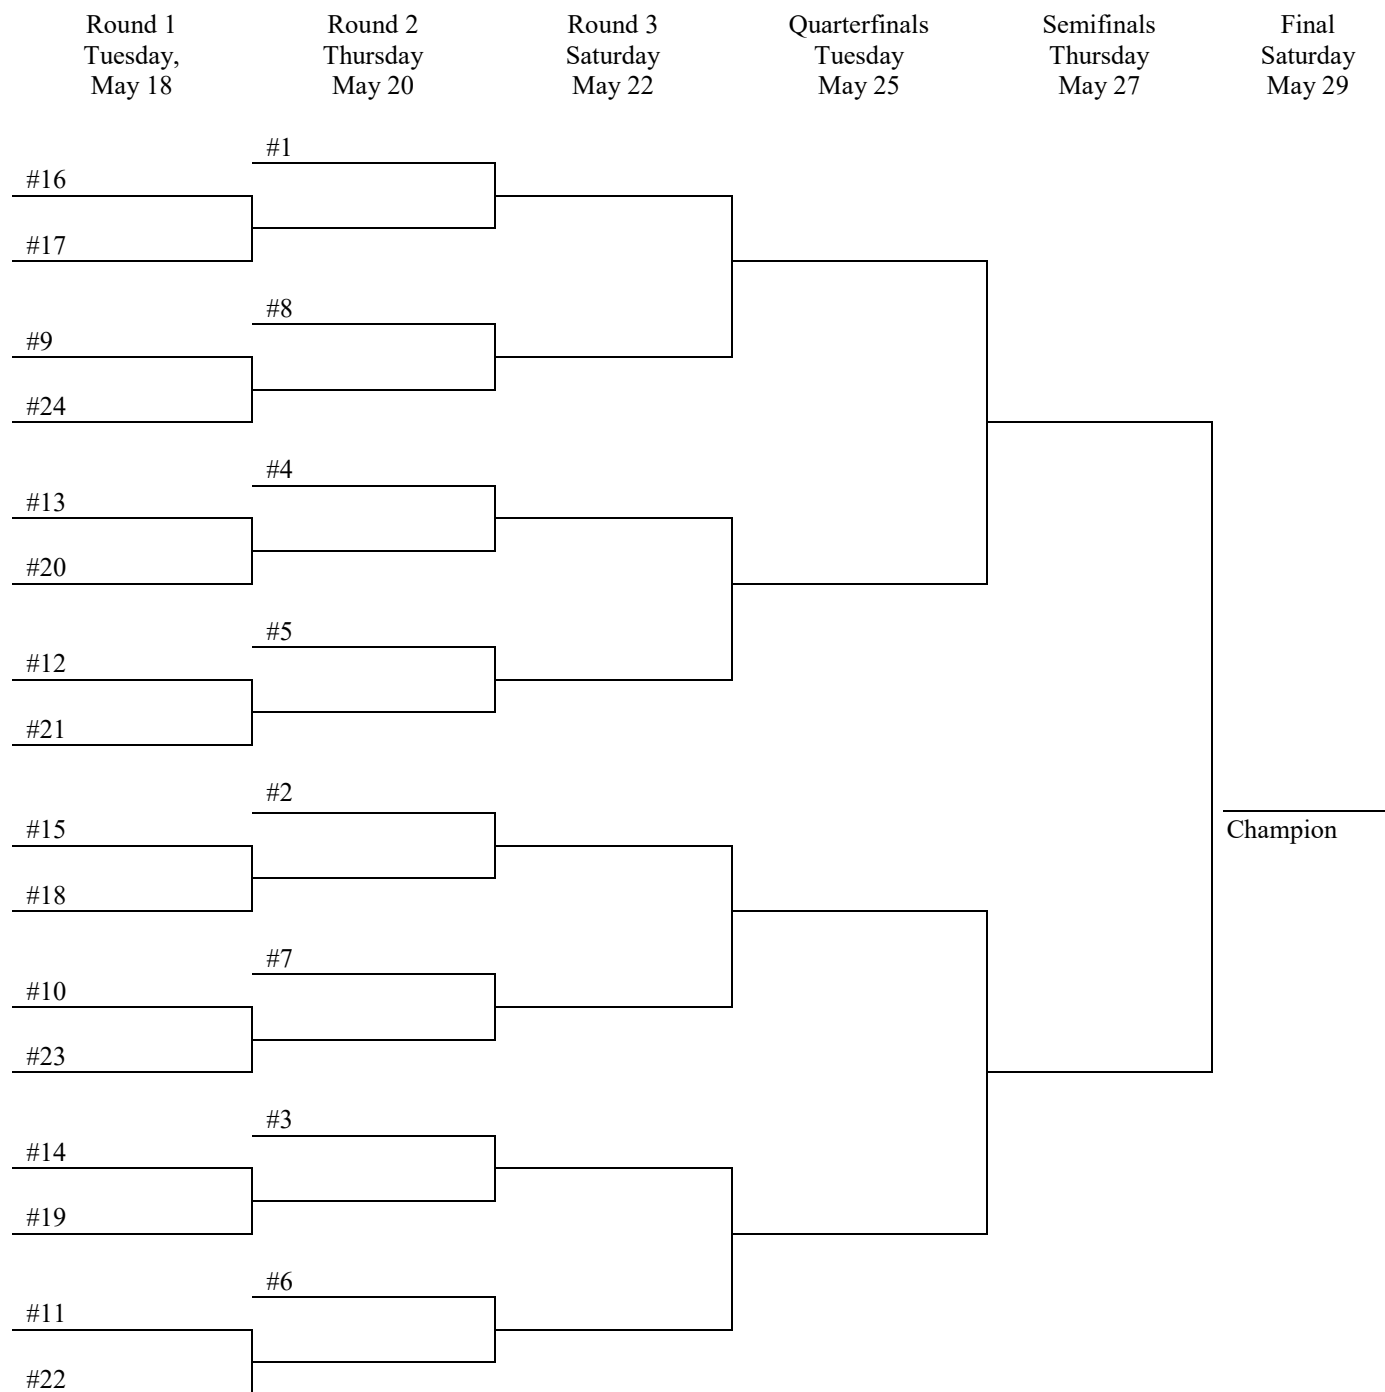 Round 1
Tuesday,
May 18
Round 2
Thursday
May 20
Round 3
Saturday
May 22
Quarterfinals
Tuesday
May 25
Semifinals
Thursday
May 27
Final
Saturday
May 29
#1
#16
#17
#8
#9
#24
#4
#13
#20
#5
#12
#21
#2
#15
#18
#7
#10
#23
#3
#14
#19
#6
#11
#22
Champion